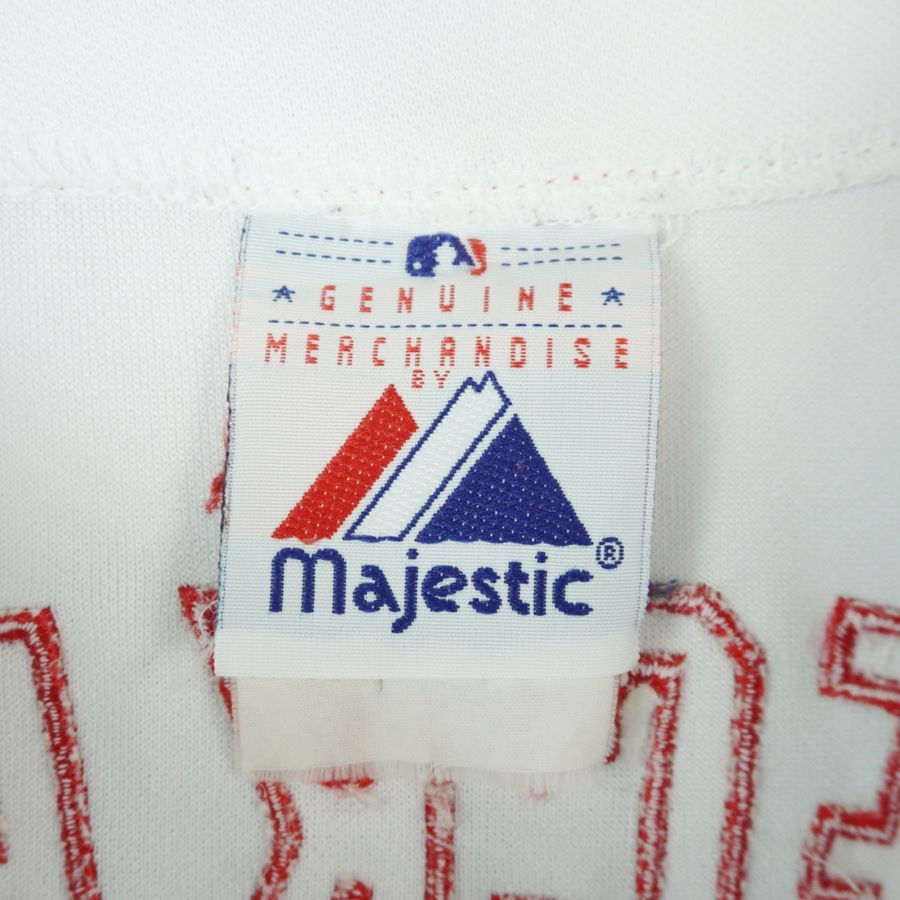 ★ GENUINE ★
MERCHANDISE
BY
Majestic®